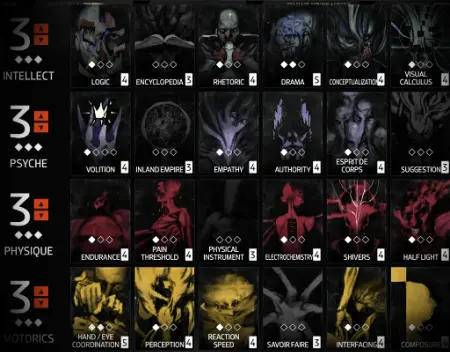 3
INTELLECT
LOGIC 4
ENCYCLOPEDIA 3
RHETORIC 4
DRAMA 5
CONCEPTUALIZATION 4
VISUAL
CALCULUS 4
3
PSYCHE
VOLITION 4
INLAND EMPIRE 3
EMPATHY 4
AUTHORITY 4
ESPRIT DE
CORPS 4
SUGGESTION 3
3
PHYSIQUE
ENDURANCE 4
PAIN
THRESHOLD 4
PHYSICAL
INSTRUMENT 3
ELECTROCHEMISTRY 4
SHIVERS 4
HALF LIGHT 4
3
MOTORICS
HAND / EYE
COORDINATION 5
PERCEPTION 4
REACTION
SPEED 4
SAVOIR FAIRE 3
INTERFACING 4
COMPOSURE